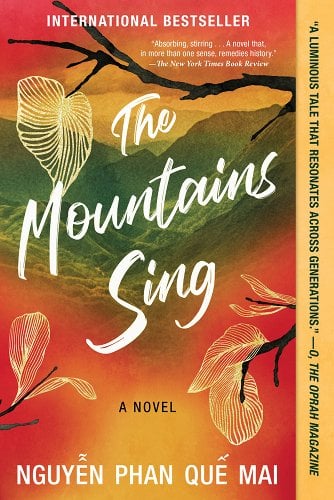 INTERNATIONAL BESTSELLER
"Absorbing, stirring . . . A novel that,
in more than one sense, remedies history."
—The New York Times Book Review
The
Mountains
Sing
A NOVEL
NGUYỄN PHAN QUẾ MAI
"A LUMINOUS TALE THAT RESONATES ACROSS GENERATIONS." —O, THE OPRAH MAGAZINE